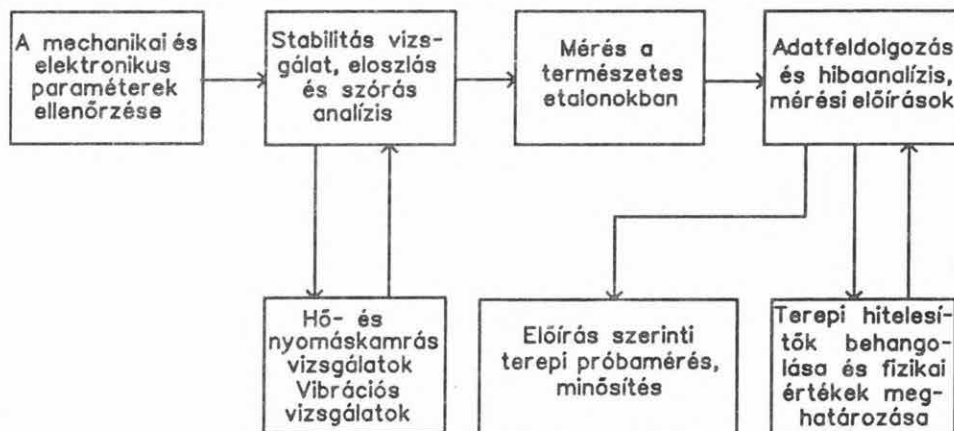 A mechanikai és
elektronikus
paraméterek
ellenőrzése
Stabilitás vizs-
gálat, eloszlás
és szórás
analízis
Mérés a
természetes
etalonokban
Adatfeldolgozás
és hibaanalízis,
mérési előírások
Hő- és
nyomáskamrás
vizsgálatok
Vibrációs
vizsgálatok
Előírás szerinti
terepi próbamérés,
minősítés
Terepi hitelesí-
tők behango-
lása és fizikai
értékek meg-
határozása